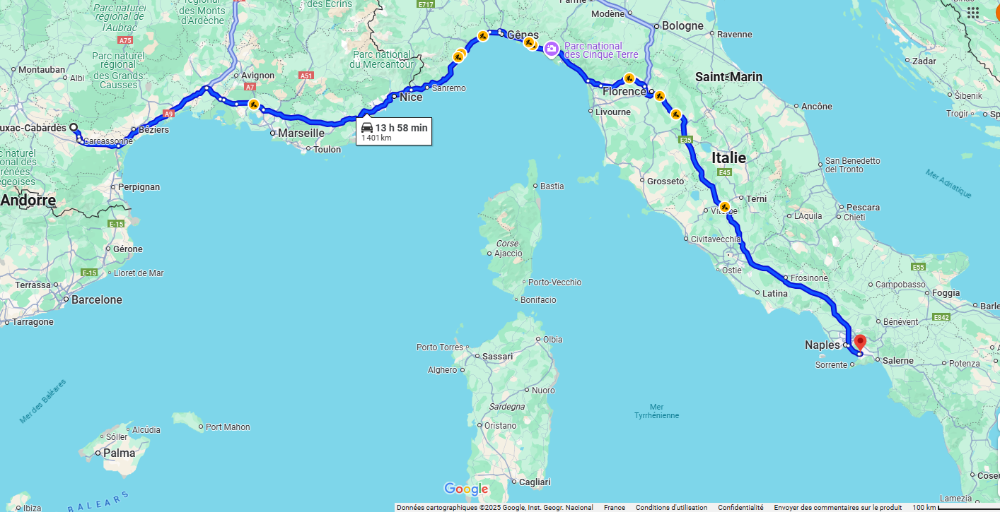 Parc naturel
régional de
l'Aubrac
régional
des Monts
d'Ardèche
des Ecrins
E717
Parme
Modène
Bologne
Ravenne
A75
Parc naturel
régional
des Grands
Causses
Montauban
Albi
Avignon
A51
A7
Parc national
du Mercantour
Gênes
Parc national
des Cinque Terre
Saint-Marin
Zadar
Šibenik
Trogir
Sp
Nice
Sanremo
Florence
Livourne
Ancône
A9
uxac-Cabardès
Carcassonne
Béziers
Marseille
Toulon
13 h 58 min
1 401 km
E35
Italie
E45
San Benedetto
del Tronto
Mer Adriatique
c naturel
onal des
rénées
égeoises
Andorre
Perpignan
Bastia
Grosseto
Terni
Viterbe
L'Aquila
Pescara
Chieti
E-15
Gérone
Lloret de Mar
E-15
Terrassa
Barcelone
Tarragone
Corse
Ajaccio
Porto-Vecchio
Bonifacio
Civitavecchia
Ostie
Frosinone
Latina
E55
Campobasso
Foggia
Barle
E842
Bénévent
Naples
Sorrente
Salerne
Potenza
Porto Torres
Sassari
Olbia
Alghero
Nuoro
Sardegna
Oristano
Cagliari
Mer
Tyrrhénienne
Mer des Baléares
Alcúdia
Sóller
Palma
Port Mahon
Ibiza
BALEARS
Cosen
Lamezia
Google
Données cartographiques ©2025 Google, Inst. Geogr. Nacional
France
Conditions d'utilisation
Confidentialité
Envoyer des commentaires sur le produit
100 km